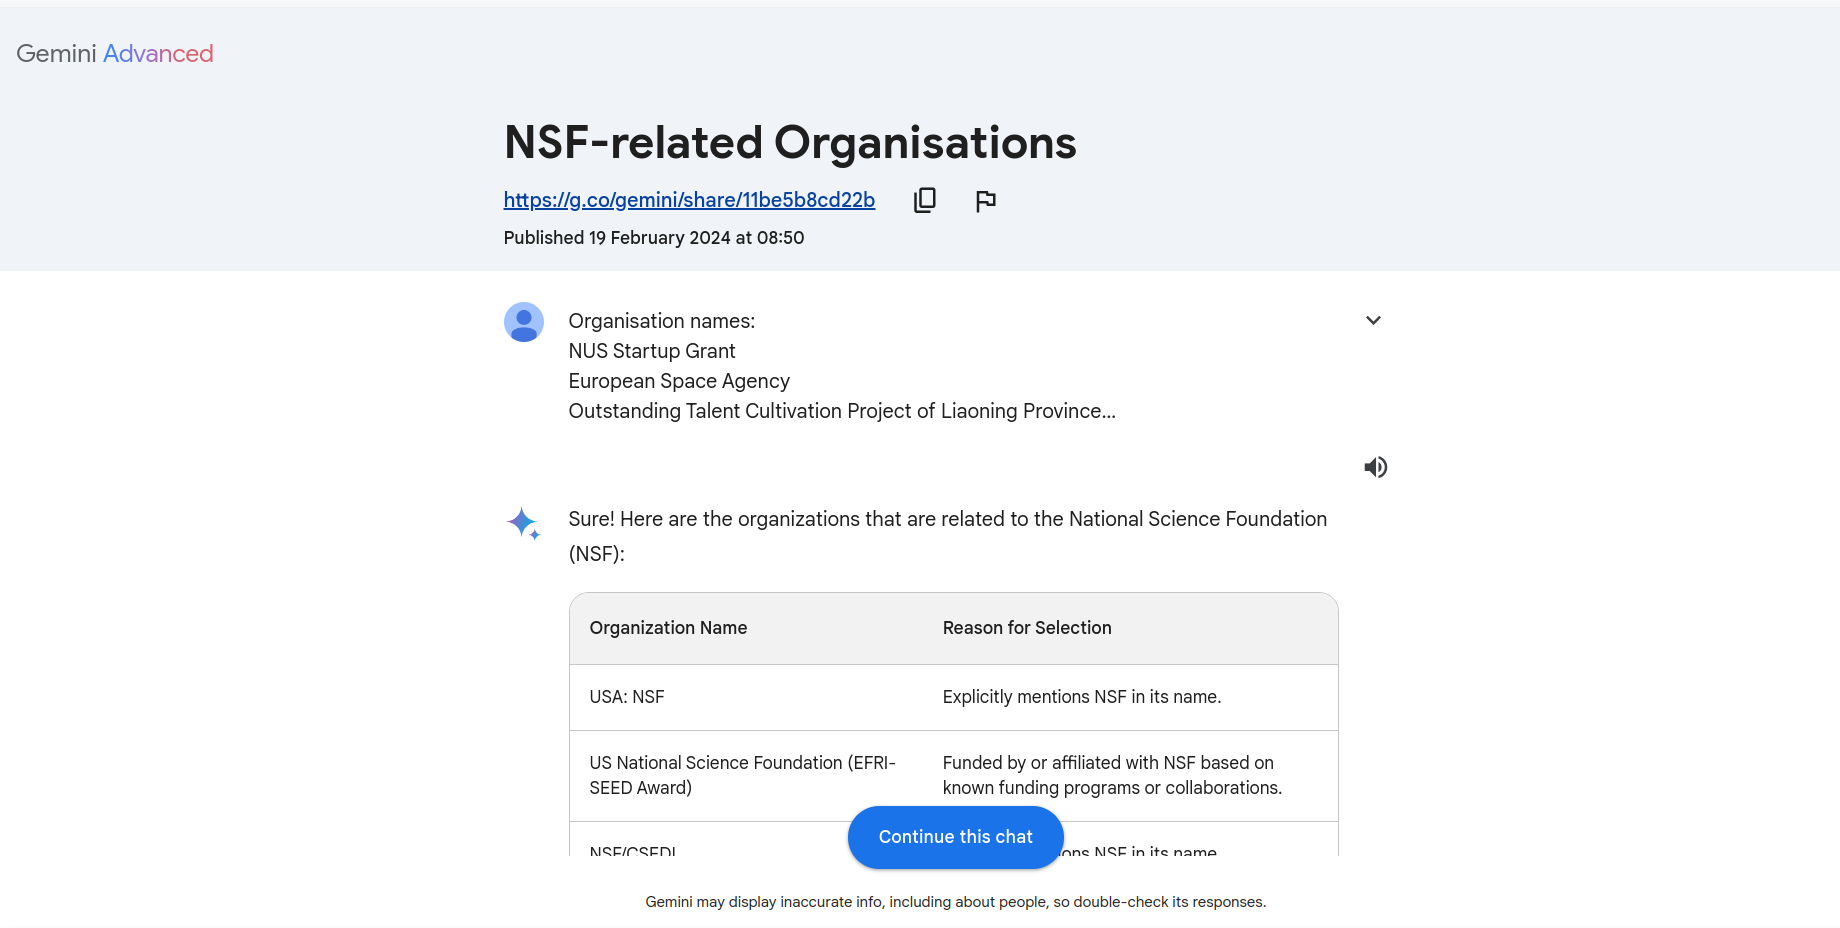 Gemini Advanced
NSF-related Organisations
https://g.co/gemini/share/11be5b8cd22b
Published 19 February 2024 at 08:50
Organisation names:
NUS Startup Grant
European Space Agency
Outstanding Talent Cultivation Project of Liaoning Province...
Sure! Here are the organizations that are related to the National Science Foundation
(NSF):
Organization Name
Reason for Selection
USA: NSF
Explicitly mentions NSF in its name.
US National Science Foundation (EFRI-
SEED Award)
Funded by or affiliated with NSF based on
known funding programs or collaborations.
NSF/CSEDI
NSF in its name.
Continue this chat
Gemini may display inaccurate info, including about people, so double-check its responses.